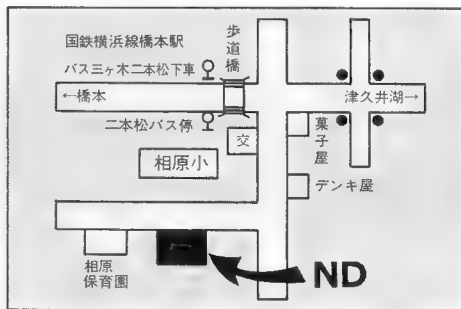 国鉄横浜線橋本駅
バス三ヶ木二本松下車
歩道橋
←橋本
津久井湖→
二本松バス停
交
菓子屋
相原小
デンキ屋
相原
保育園
ND